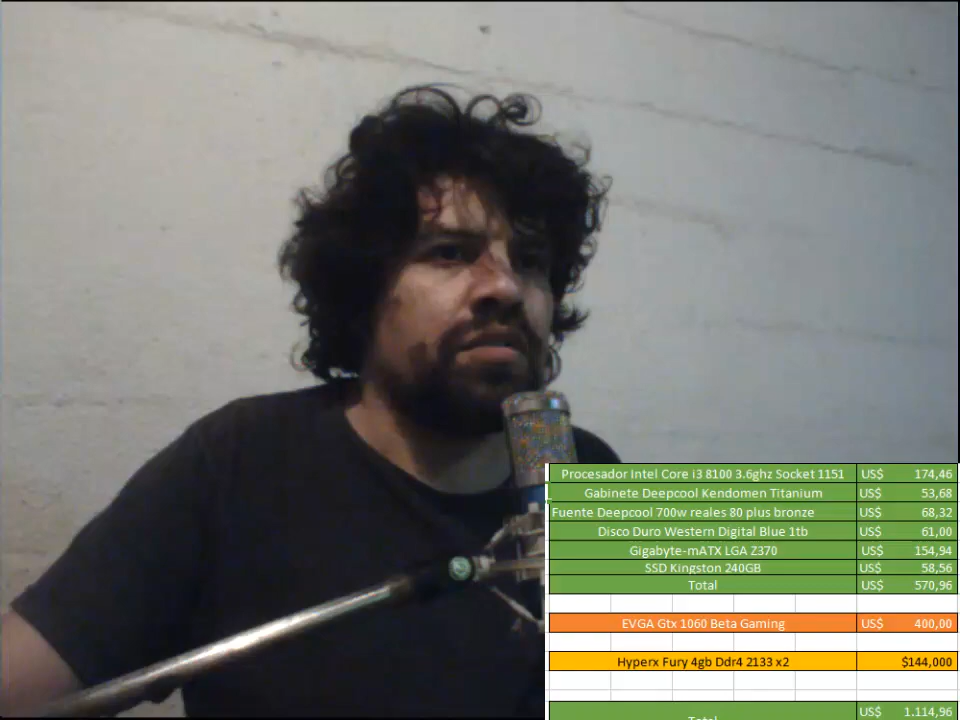 Procesador Intel Core i3 8100 3.6ghz Socket 1151 US$ 174,46
Gabinete Deepcool Kendomen Titanium US$ 53,68
Fuente Deepcool 700w reales 80 plus bronze US$ 68,32
Disco Duro Western Digital Blue 1tb US$ 61,00
Gigabyte-mATX LGA Z370 US$ 154,94
SSD Kingston 240GB US$ 58,56
Total US$ 570,96
EVGA Gtx 1060 Beta Gaming US$ 400,00
Hyperx Fury 4gb Ddr4 2133 x2 $144,000
Total US$ 1.114,96